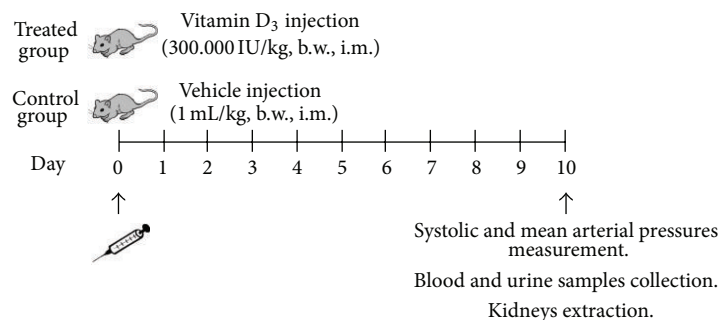 Treated group
Vitamin D₃ injection
(300.000 IU/kg, b.w., i.m.)
Control group
Vehicle injection
(1 mL/kg, b.w., i.m.)
Day 0 1 2 3 4 5 6 7 8 9 10
Systolic and mean arterial pressures
measurement.
Blood and urine samples collection.
Kidneys extraction.